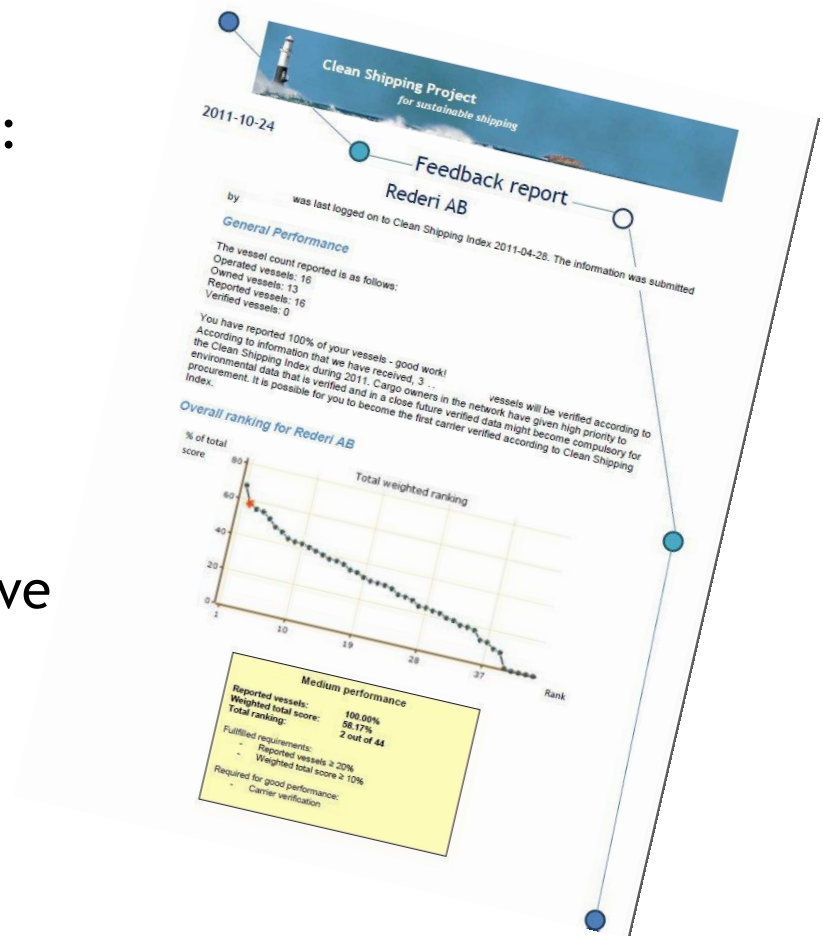 :
ve
Clean Shipping Project
for sustainable shipping
2011-10-24
Feedback report
Rederi AB
by was last logged on to Clean Shipping Index 2011-04-28. The information was submitted
General Performance
The vessel count reported is as follows:
Operated vessels: 16
Owned vessels: 13
Reported vessels: 16
Verified vessels: 0
You have reported 100% of your vessels - good work!
According to information that we have received, 3 . . vessels will be verified according to
the Clean Shipping Index during 2011. Cargo owners in the network have given high priority to
environmental data that is verified and in a close future verified data might become compulsory for
procurement. It is possible for you to become the first carrier verified according to Clean Shipping
Index.
Overall ranking for Rederi AB
% of total
score
Total weighted ranking
80
60
40
20
0
1
10
19
28
37
Rank
Medium performance
Reported vessels: 100.00%
Weighted total score: 58.17%
Total ranking: 2 out of 44
Fullfilled requirements:
- Reported vessels ≥ 20%
- Weighted total score ≥ 10%
Required for good performance:
- Carrier verification